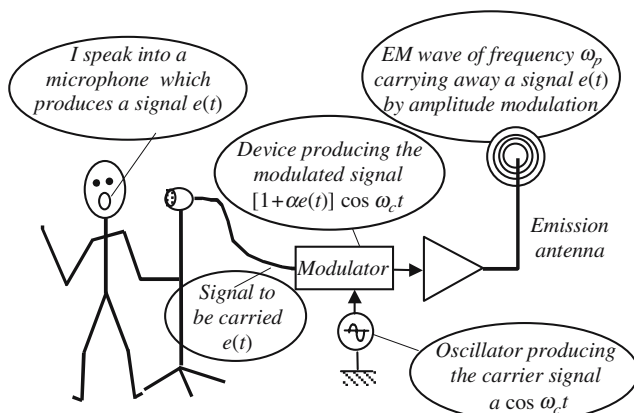 I speak into a
microphone which
produces a signal e(t)
EM wave of frequency ωp
carrying away a signal e(t)
by amplitude modulation
Device producing the
modulated signal
[1+αe(t)] cos ωct
Emission
antenna
Modulator
Signal to
be carried
e(t)
Oscillator producing
the carrier signal
a cos ωct